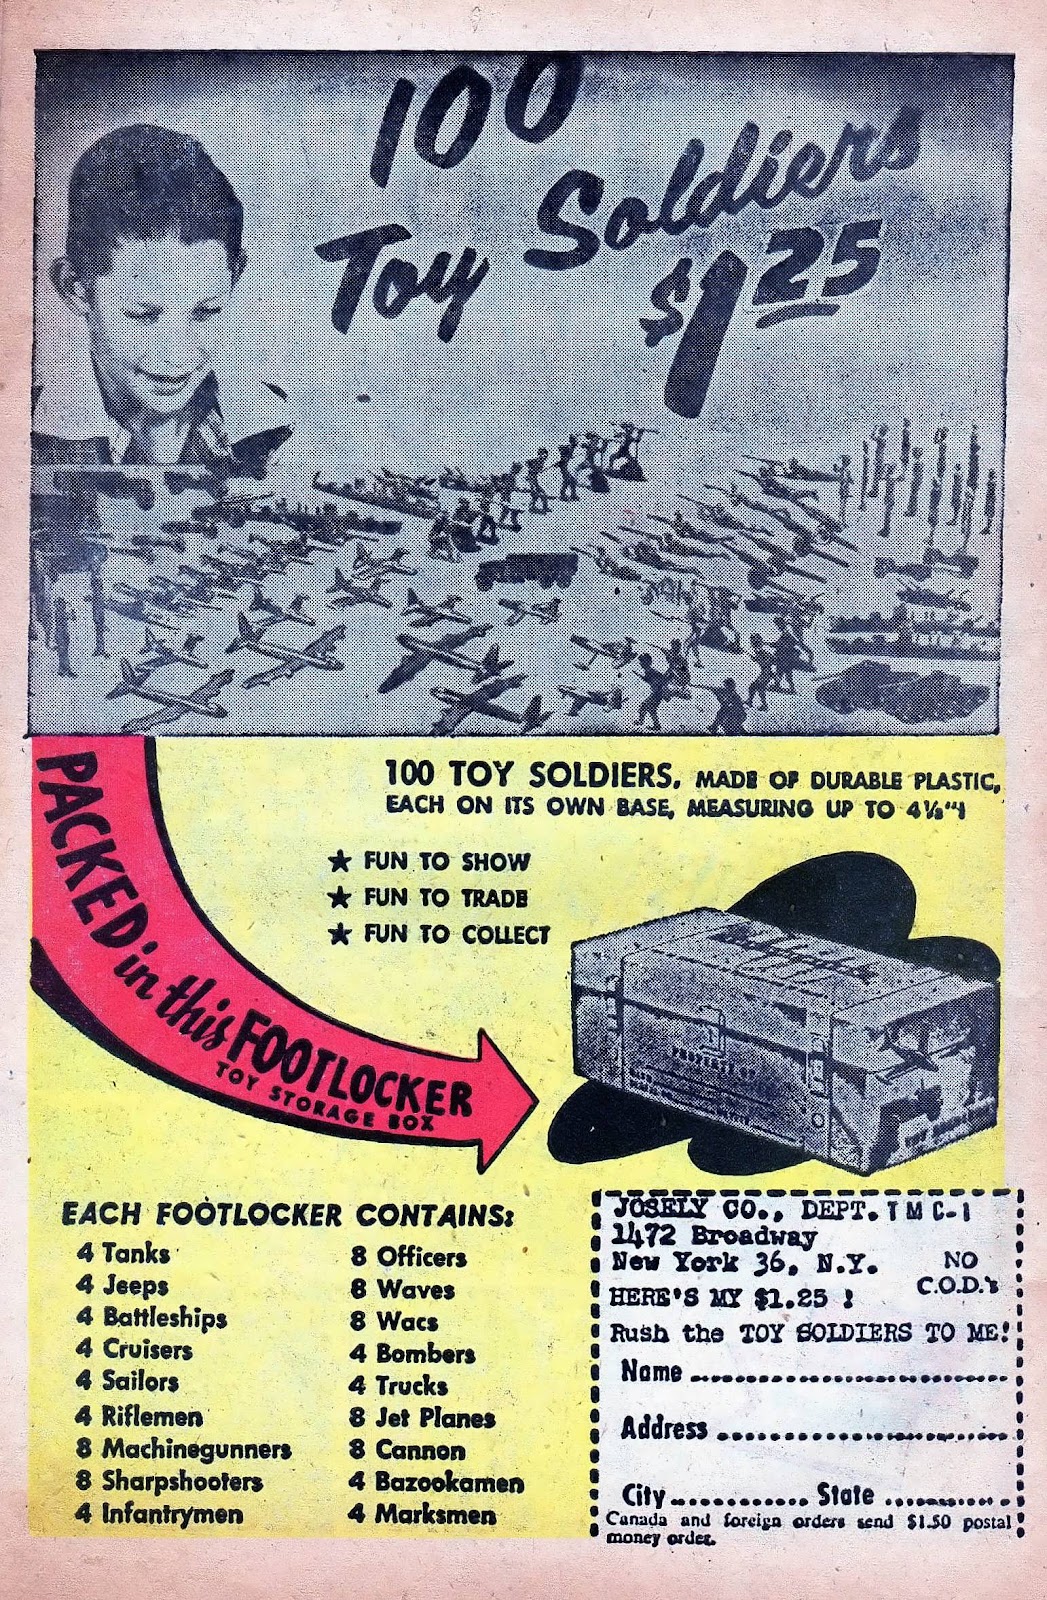 100
Toy Soldiers
$1.25
PACKED in this FOOTLOCKER
TOY STORAGE BOX
100 TOY SOLDIERS. MADE OF DURABLE PLASTIC,
EACH ON ITS OWN BASE, MEASURING UP TO 4½"!
★ FUN TO SHOW
★ FUN TO TRADE
★ FUN TO COLLECT
PROPERTY OF
EACH FOOTLOCKER CONTAINS:
4 Tanks
4 Jeeps
4 Battleships
4 Cruisers
4 Sailors
4 Riflemen
8 Machinegunners
8 Sharpshooters
4 Infantrymen
8 Officers
8 Waves
8 Wacs
4 Bombers
4 Trucks
8 Jet Planes
8 Cannon
4 Bazookamen
4 Marksmen
JOSELY CO., DEPT. TMC-1
1472 Broadway
New York 36, N.Y.
NO
C.O.D.'s
HERE'S MY $1.25 !
Rush the TOY SOLDIERS TO ME!
Name
Address
City State
Canada and foreign orders send $1.50 postal
money order.